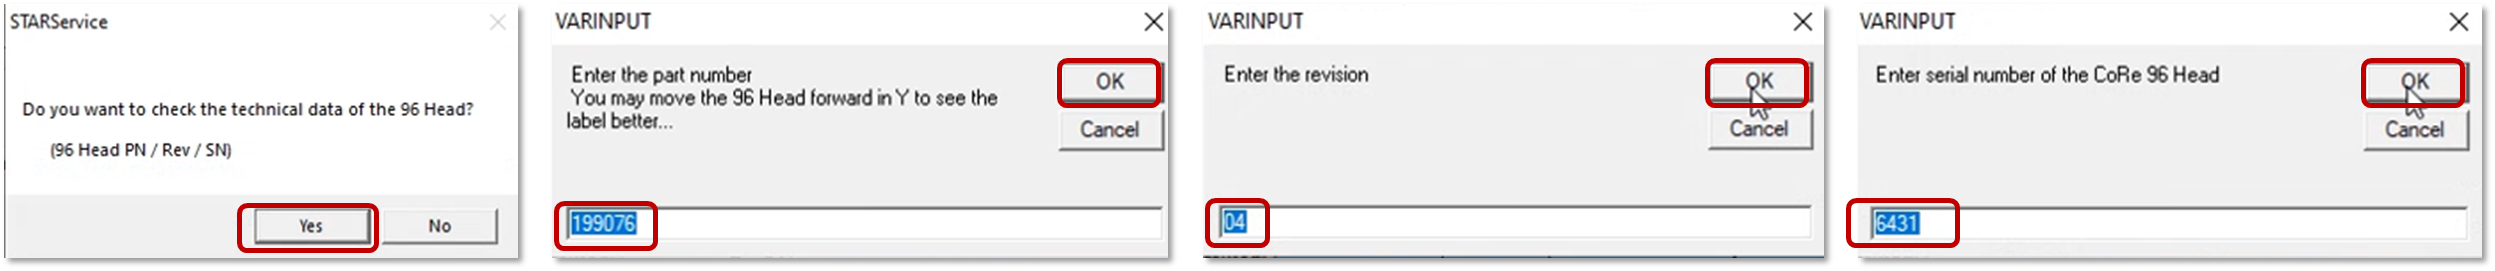 STARService
Do you want to check the technical data of the 96 Head?
(96 Head PN / Rev / SN)
Yes
No
VARINPUT
Enter the part number
You may move the 96 Head forward in Y to see the
label better...
OK
Cancel
199076
VARINPUT
Enter the revision
OK
Cancel
04
VARINPUT
Enter serial number of the CoRe 96 Head
OK
Cancel
6431